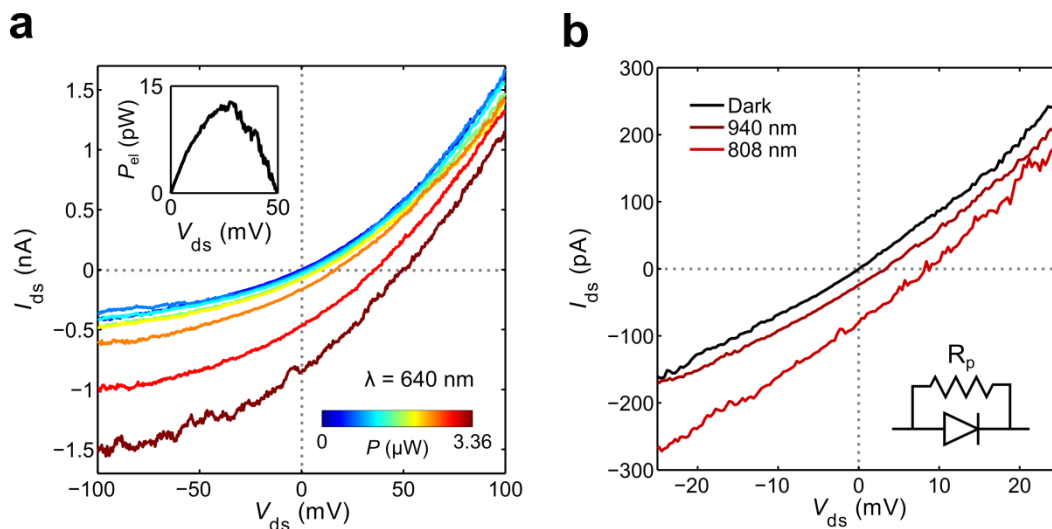 a
15
P_el (pW)
0
0
50
V_ds (mV)
1.5
1
0.5
0
−0.5
−1
−1.5
I_ds (nA)
λ = 640 nm
0
P (μW)
3.36
−100
−50
0
50
100
V_ds (mV)
b
300
200
100
0
−100
−200
−300
I_ds (pA)
Dark
940 nm
808 nm
R_p
−20
−10
0
10
20
V_ds (mV)